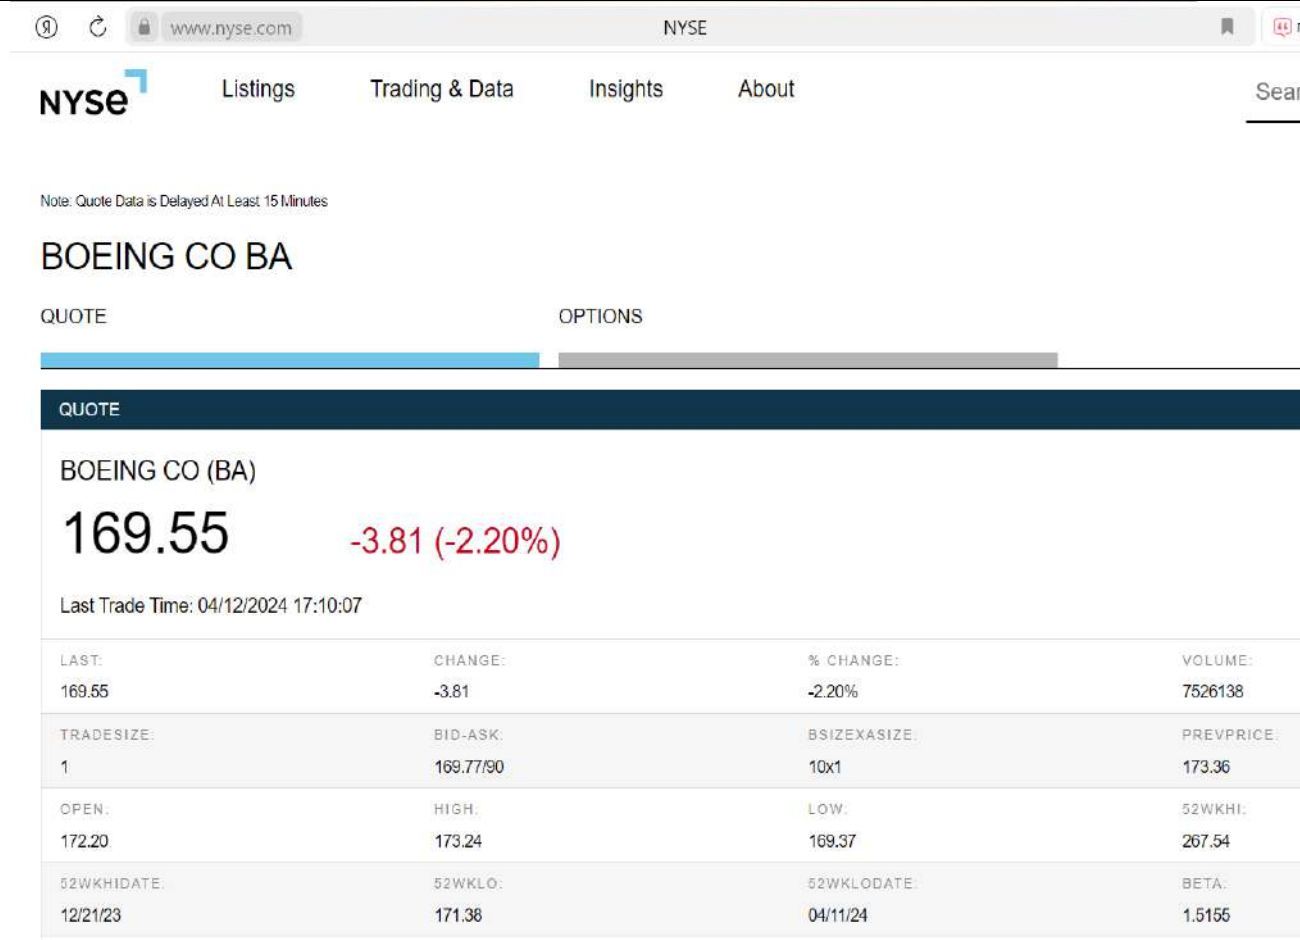 Я www.nyse.com NYSE
NYSE Listings Trading & Data Insights About
Note: Quote Data is Delayed At Least 15 Minutes
BOEING CO BA
QUOTE OPTIONS
QUOTE
BOEING CO (BA)
169.55 -3.81 (-2.20%)
Last Trade Time: 04/12/2024 17:10:07
LAST: CHANGE: % CHANGE: VOLUME:
169.55 -3.81 -2.20% 7526138
TRADESIZE: BID-ASK: BSIZEXASIZE: PREVPRICE:
1 169.77/90 10x1 173.36
OPEN: HIGH: LOW: 52WKHI:
172.20 173.24 169.37 267.54
52WKHIDATE: 52WKLO: 52WKLODATE: BETA:
12/21/23 171.38 04/11/24 1.5155